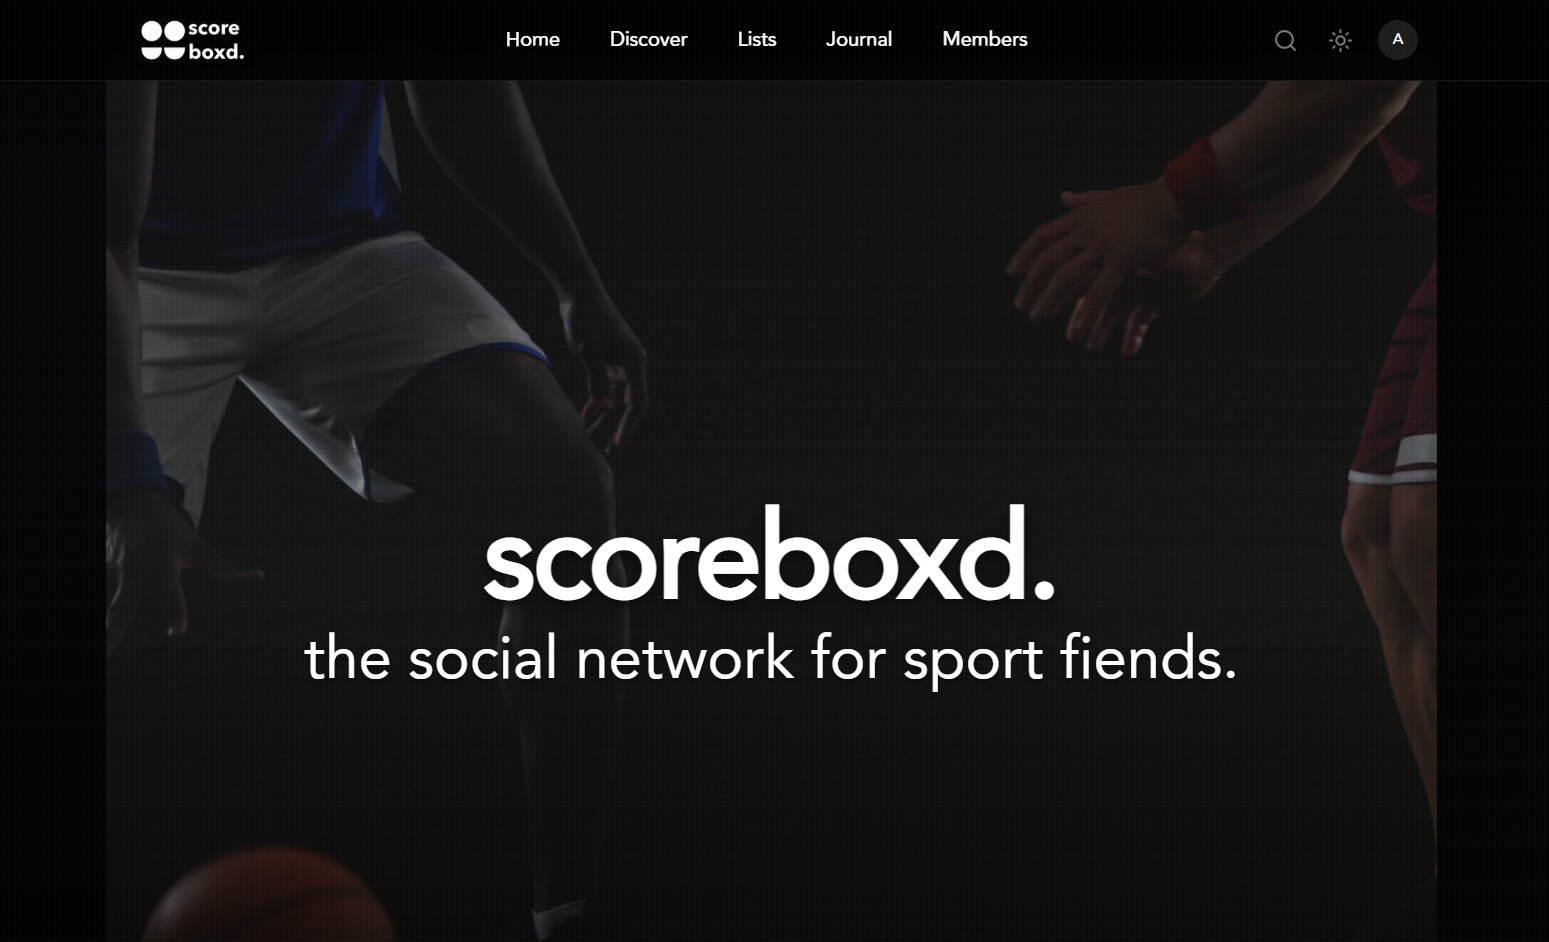 score
boxd.
Home Discover Lists Journal Members
A
scoreboxd.
the social network for sport fiends.